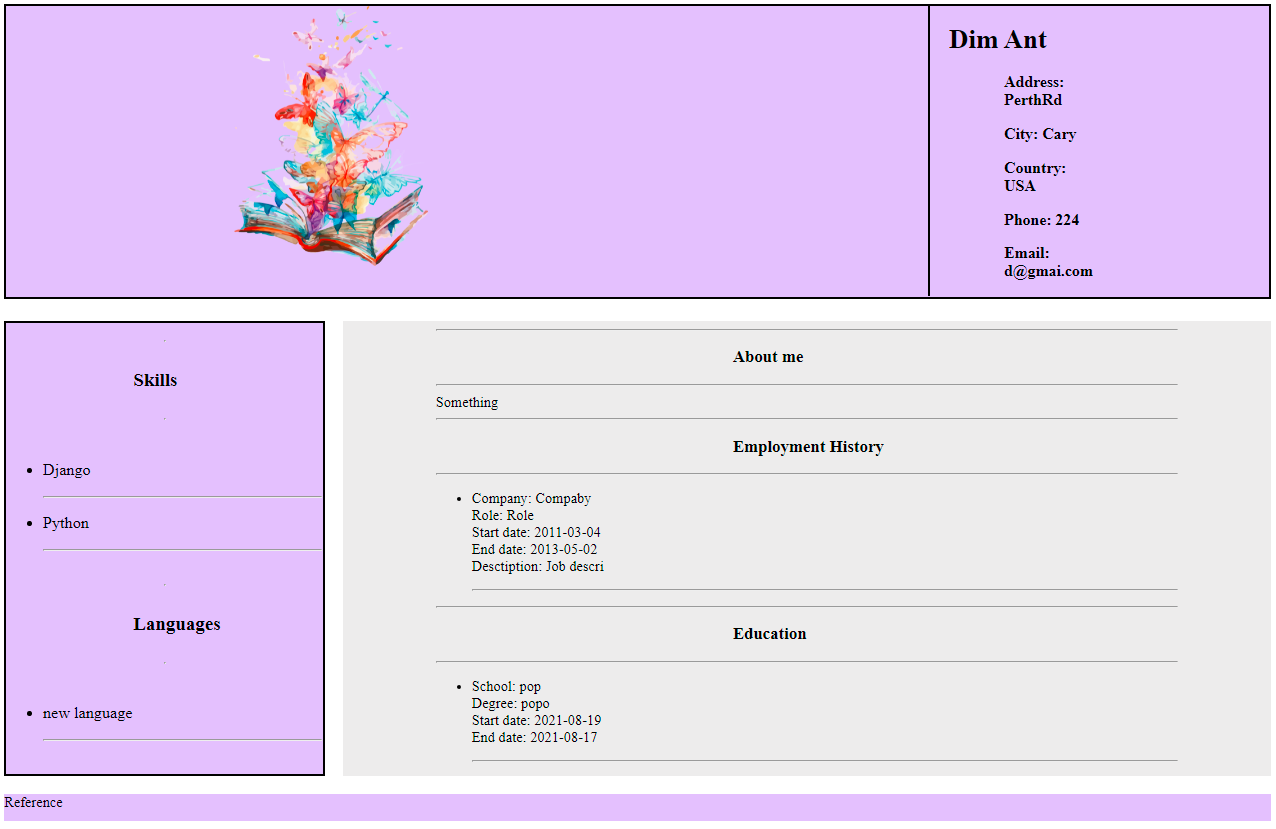 Dim Ant
Address:
PerthRd
City: Cary
Country:
USA
Phone: 224
Email:
d@gmai.com
Skills
Django
Python
Languages
new language
About me
Something
Employment History
Company: Compaby
Role: Role
Start date: 2011-03-04
End date: 2013-05-02
Desctiption: Job descri
Education
School: pop
Degree: popo
Start date: 2021-08-19
End date: 2021-08-17
Reference